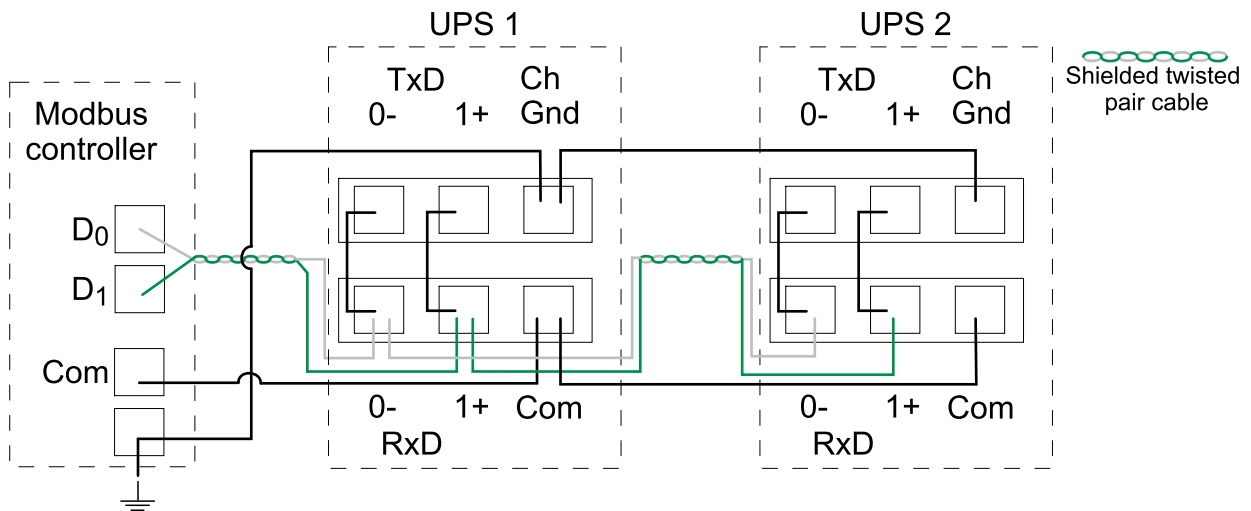 UPS 1
UPS 2
TxD
Ch
0-
1+
Gnd
TxD
Ch
0-
1+
Gnd
Shielded twisted
pair cable
Modbus
controller
D0
D1
Com
0-
1+
Com
RxD
0-
1+
Com
RxD